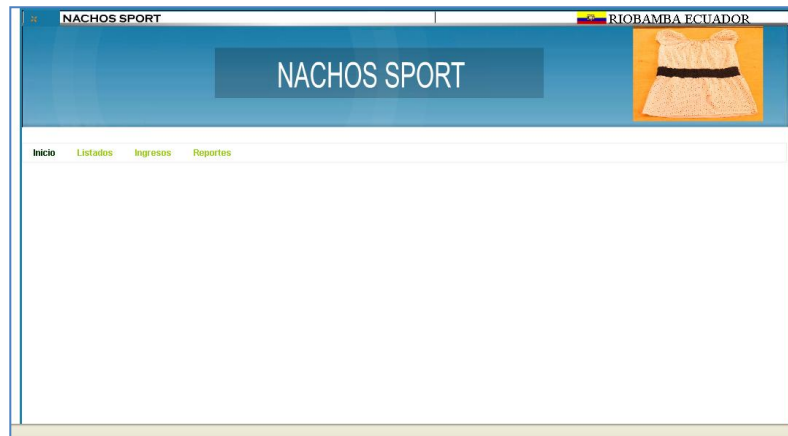 NACHOS SPORT RIOBAMBA ECUADOR
NACHOS SPORT
Inicio Listados Ingresos Reportes